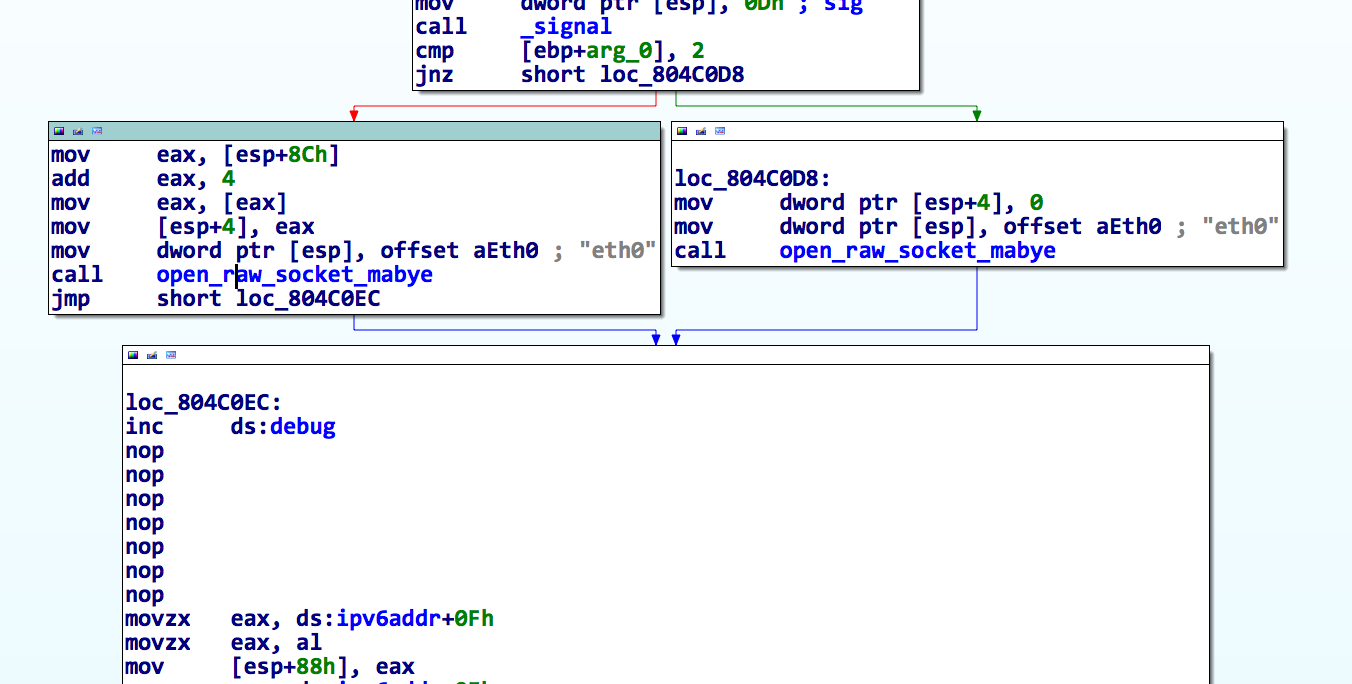 mov dword ptr [esp], 0Dh ; sig
call _signal
cmp [ebp+arg_0], 2
jnz short loc_804C0D8
mov eax, [esp+8Ch]
add eax, 4
mov eax, [eax]
mov [esp+4], eax
mov dword ptr [esp], offset aEth0 ; "eth0"
call open_raw_socket_mabye
jmp short loc_804C0EC
loc_804C0D8:
mov dword ptr [esp+4], 0
mov dword ptr [esp], offset aEth0 ; "eth0"
call open_raw_socket_mabye
loc_804C0EC:
inc ds:debug
nop
nop
nop
nop
nop
nop
nop
movzx eax, ds:ipv6addr+0Fh
movzx eax, al
mov [esp+88h], eax